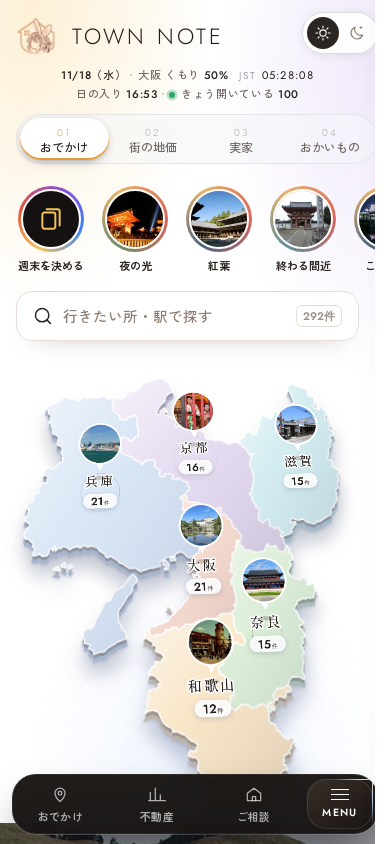 TOWN NOTE
11/18（水）・大阪 くもり 50% JST 05:28:08
日の入り 16:53・きょう開いている 100
01 02 03 04
おでかけ 街の地価 実家 おかいもの
週末を決める 夜の光 紅葉 終わる間近 こ
行きたい所・駅で探す 292件
京都
16件
滋賀
15件
兵庫
21件
大阪
21件
奈良
15件
和歌山
12件
おでかけ 不動産 ご相談 MENU